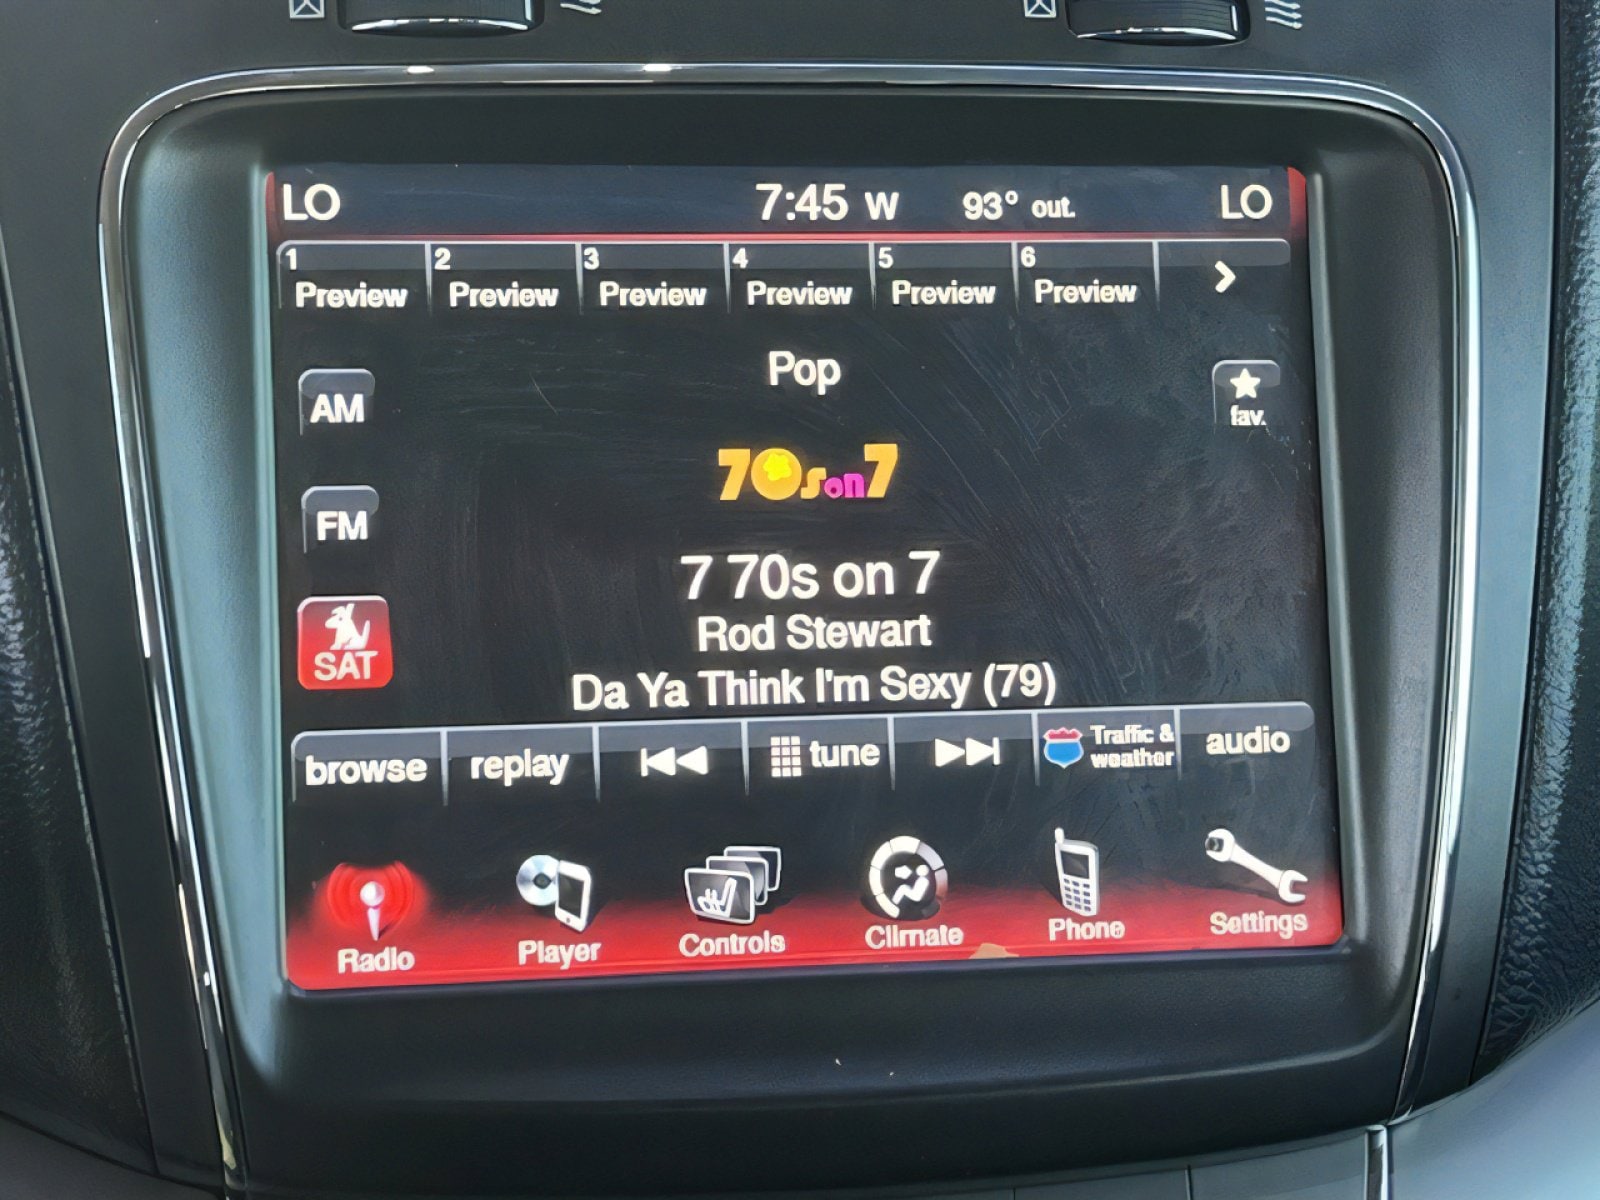 LO 7:45 W 93° out. LO
1 2 3 4 5 6
Preview Preview Preview Preview Preview Preview
Pop
AM
fav.
70s on 7
FM
7 70s on 7
Rod Stewart
SAT
Da Ya Think I'm Sexy (79)
browse replay tune Traffic & weather audio
Radio Player Controls Climate Phone Settings